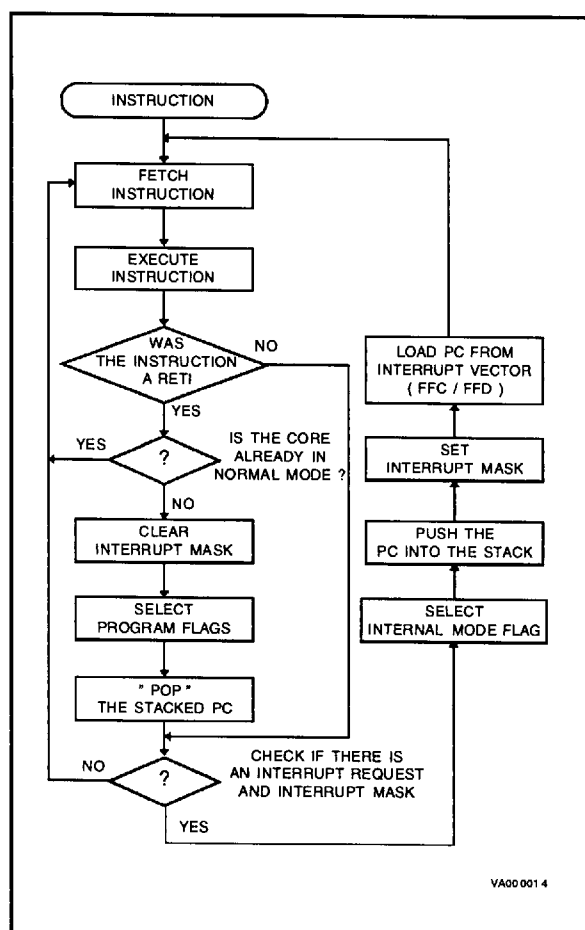 INSTRUCTION
FETCH
INSTRUCTION
EXECUTE
INSTRUCTION
WAS
THE INSTRUCTION
A RETI
NO
YES
YES
?
IS THE CORE
ALREADY IN
NORMAL MODE ?
NO
CLEAR
INTERRUPT MASK
SELECT
PROGRAM FLAGS
" POP "
THE STACKED PC
NO
?
CHECK IF THERE IS
AN INTERRUPT REQUEST
AND INTERRUPT MASK
YES
LOAD PC FROM
INTERRUPT VECTOR
( FFC / FFD )
SET
INTERRUPT MASK
PUSH THE
PC INTO THE STACK
SELECT
INTERNAL MODE FLAG
VA000014